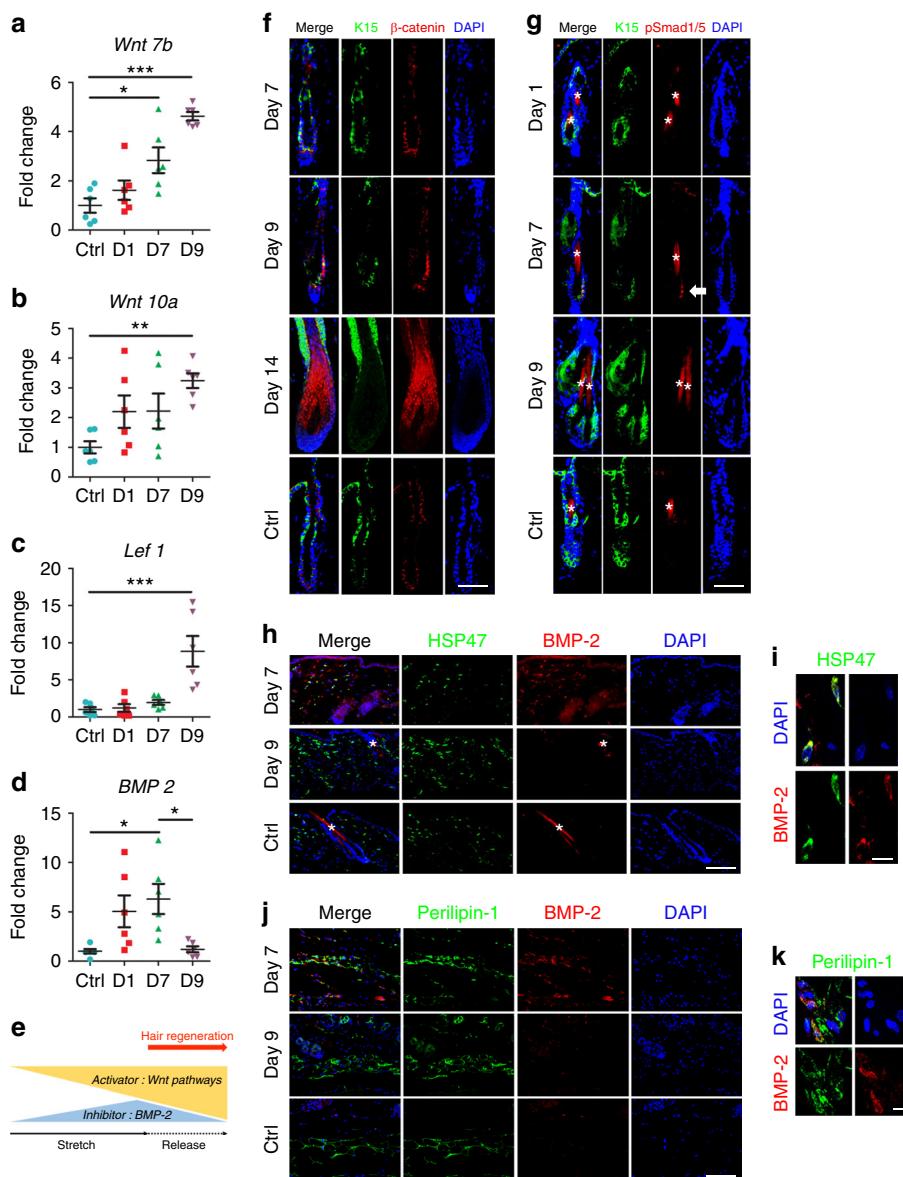 a
Wnt 7b
***
*
Fold change
6
4
2
0
Ctrl D1 D7 D9
b
Wnt 10a
**
Fold change
5
4
3
2
1
0
Ctrl D1 D7 D9
c
Lef 1
***
Fold change
20
15
10
5
0
Ctrl D1 D7 D9
d
BMP 2
* *
Fold change
15
10
5
0
Ctrl D1 D7 D9
e
Hair regeneration
Activator : Wnt pathways
Inhibitor : BMP-2
Stretch Release
f
Merge K15 β-catenin DAPI
Day 7
Day 9
Day 14
Ctrl
g
Merge K15 pSmad1/5 DAPI
Day 1
* *
* *
Day 7
* *
Day 9
** **
Ctrl
* *
h
Merge HSP47 BMP-2 DAPI
Day 7
Day 9
* *
Ctrl
* *
i
HSP47
DAPI
BMP-2
j
Merge Perilipin-1 BMP-2 DAPI
Day 7
Day 9
Ctrl
k
Perilipin-1
DAPI
BMP-2